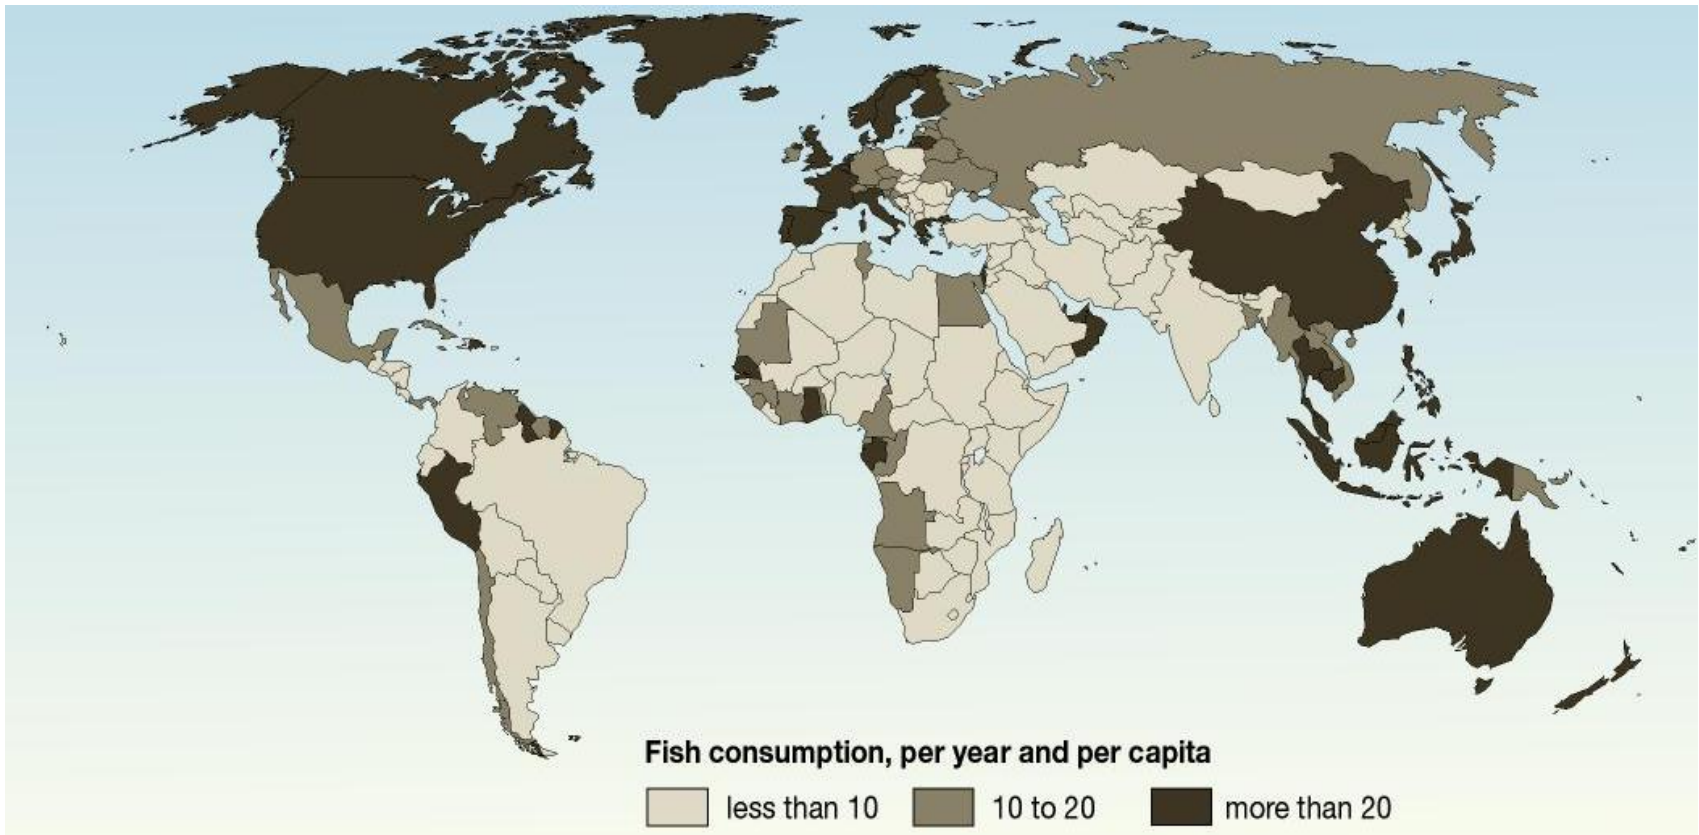 Fish consumption, per year and per capita
less than 10 10 to 20 more than 20